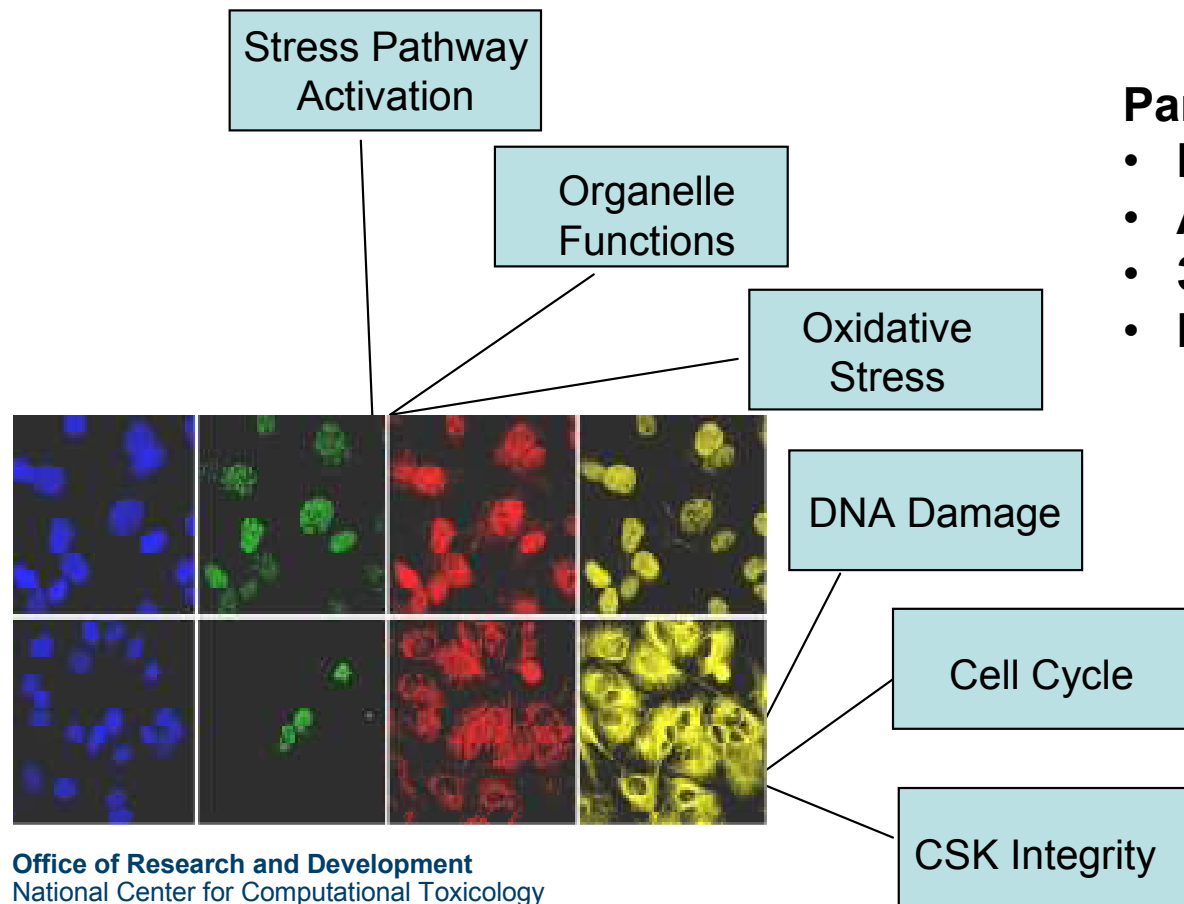 Stress Pathway
Activation
Organelle
Functions
Oxidative
Stress
DNA Damage
Cell Cycle
CSK Integrity
Office of Research and Development
National Center for Computational Toxicology